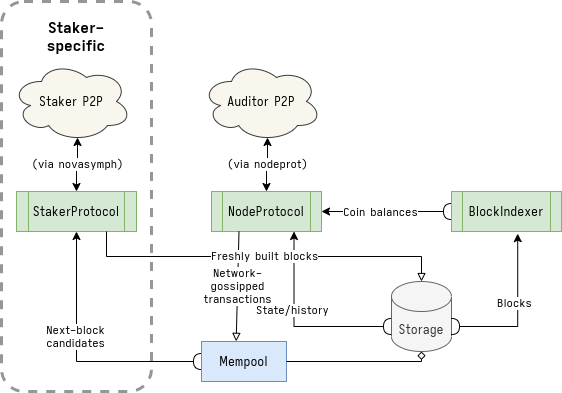 Staker-
specific
Staker P2P
Auditor P2P
(via novasymph)
(via nodeprot)
StakerProtocol
NodeProtocol
Coin balances
BlockIndexer
Freshly built blocks
Network-
gossipped
transactions
State/history
Blocks
Storage
Next-block
candidates
Mempool